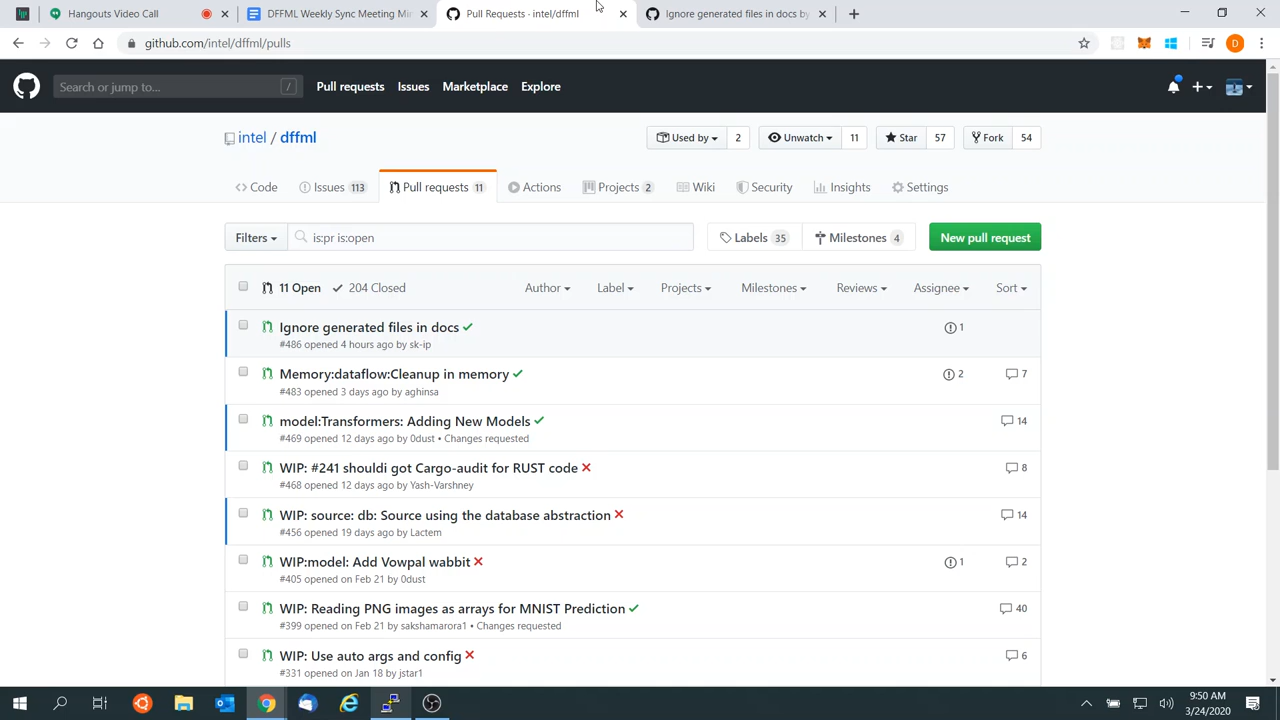 Hangouts Video Call
DFFML Weekly Sync Meeting Min
Pull Requests · intel/dffml
Ignore generated files in docs by
github.com/intel/dffml/pulls
D
Search or jump to...
/
Pull requests
Issues
Marketplace
Explore
intel / dffml
Used by 2
Unwatch 11
Star 57
Fork 54
Code
Issues 113
Pull requests 11
Actions
Projects 2
Wiki
Security
Insights
Settings
Filters
is:pr is:open
Labels 35
Milestones 4
New pull request
11 Open
204 Closed
Author
Label
Projects
Milestones
Reviews
Assignee
Sort
Ignore generated files in docs
1
#486 opened 4 hours ago by sk-ip
Memory:dataflow:Cleanup in memory
2
7
#483 opened 3 days ago by aghinsa
model:Transformers: Adding New Models
14
#469 opened 12 days ago by 0dust • Changes requested
WIP: #241 shouldi got Cargo-audit for RUST code
8
#468 opened 12 days ago by Yash-Varshney
WIP: source: db: Source using the database abstraction
14
#456 opened 19 days ago by Lactem
WIP:model: Add Vowpal wabbit
1
2
#405 opened on Feb 21 by 0dust
WIP: Reading PNG images as arrays for MNIST Prediction
40
#399 opened on Feb 21 by sakshamarora1 • Changes requested
WIP: Use auto args and config
6
#331 opened on Jan 18 by jstar1
9:50 AM
3/24/2020